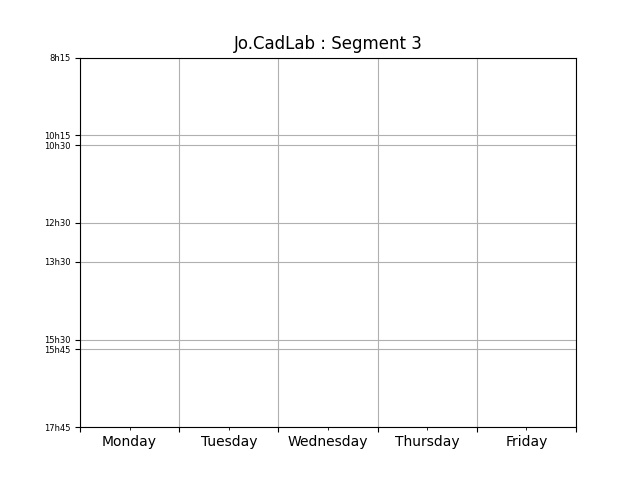 Jo.CadLab : Segment 3
8h15
10h15
10h30
12h30
13h30
15h30
15h45
17h45
Monday Tuesday Wednesday Thursday Friday